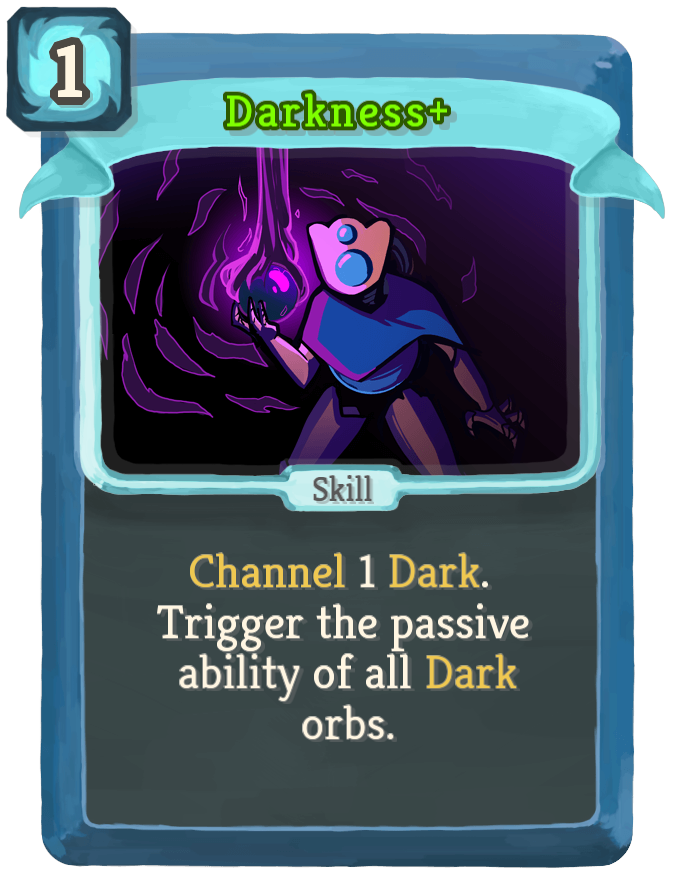 1
Darkness+
Skill
Channel 1 Dark.
Trigger the passive
ability of all Dark
orbs.